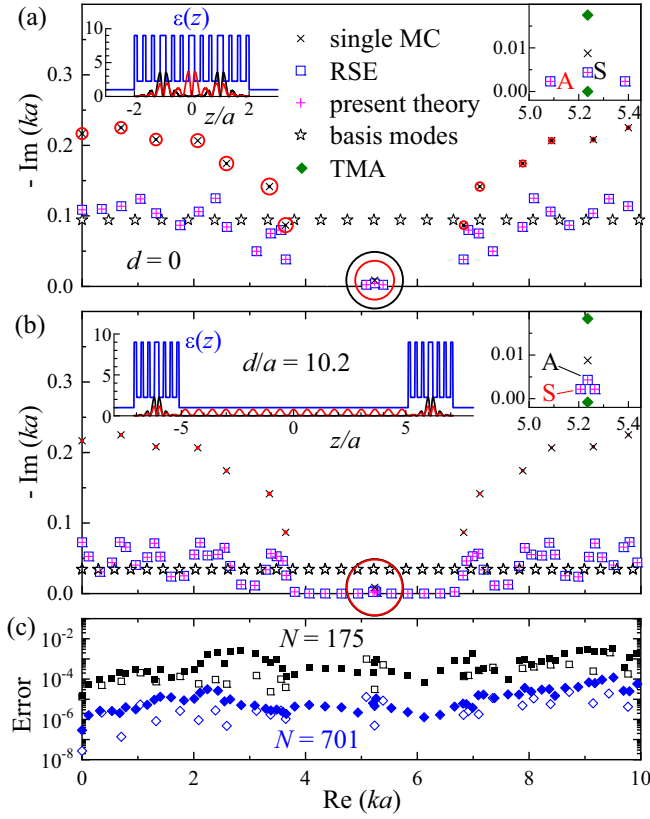 (a)
ε(z)
10
5
0
-2 0 2
z/a
× single MC
RSE
present theory
basis modes
TMA
0.01
0.00
A S
5.0 5.2 5.4
0.3
0.2
0.1
0.0
- Im (ka)
d = 0
(b)
ε(z)
d/a = 10.2
10
5
0
-5 0 5
z/a
0.01
0.00
A
S
5.0 5.2 5.4
0.3
0.2
0.1
0.0
- Im (ka)
(c)
N = 175
N = 701
10⁻²
10⁻⁴
10⁻⁶
10⁻⁸
Error
0 2 4 6 8 10
Re (ka)